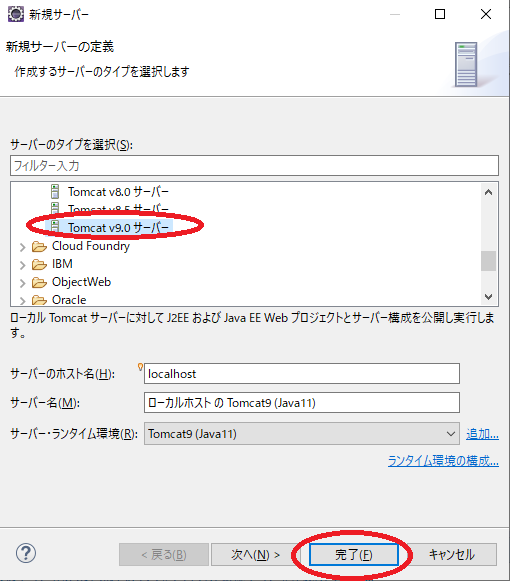 新規サーバー
新規サーバーの定義
作成するサーバーのタイプを選択します
サーバーのタイプを選択(S):
フィルター入力
Tomcat v8.0 サーバー
Tomcat v8.5 サーバー
Tomcat v9.0 サーバー
Cloud Foundry
IBM
ObjectWeb
Oracle
ローカル Tomcat サーバーに対して J2EE および Java EE Web プロジェクトとサーバー構成を公開し実行しま
す。
サーバーのホスト名(H): localhost
サーバー名(M): ローカルホスト の Tomcat9 (Java11)
サーバー・ランタイム環境(R): Tomcat9 (Java11) 追加...
ランタイム環境の構成...
? < 戻る(B) 次へ(N) > 完了(F) キャンセル